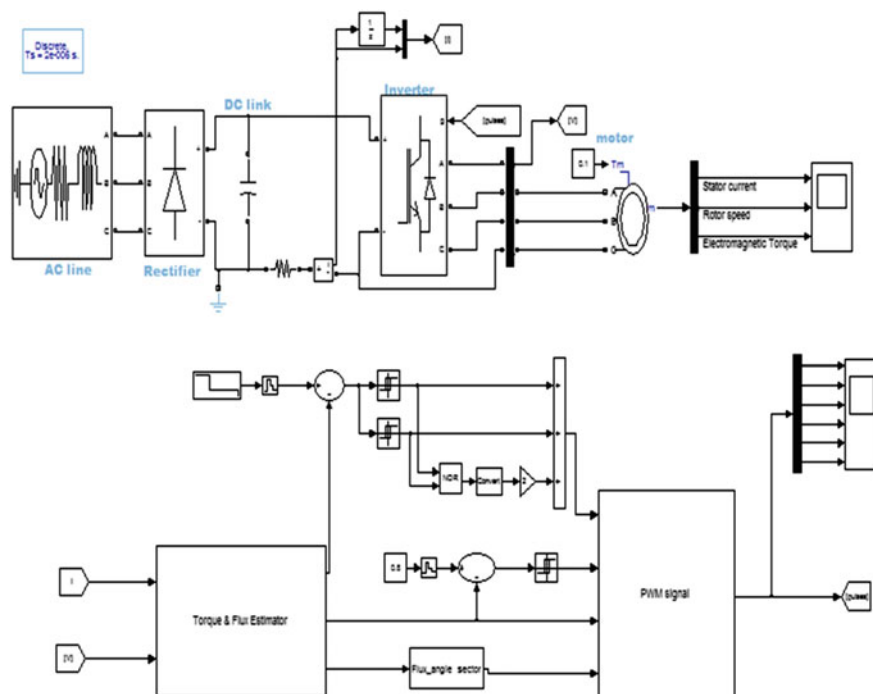 Discrete,
Ts = 2e-006 s.
1
z
[I]
DC link
Inverter
[pulses]
[V]
motor
0.1
Tm
g
A
B
C
A
B
C
+
-
+
-
A
B
C
A
B
C
m
Stator current
Rotor speed
Electromagnetic Torque
AC line
Rectifier
NOR
Convert
2
0.8
I
[V]
Torque & Flux Estimator
Flux_angle sector
PWM signal
[pulses]